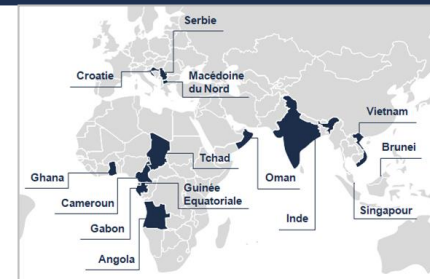 Serbie
Croatie
Macédoine
du Nord
Vietnam
Tchad
Brunei
Ghana
Oman
Guinée
Equatoriale
Cameroun
Singapour
Inde
Gabon
Angola